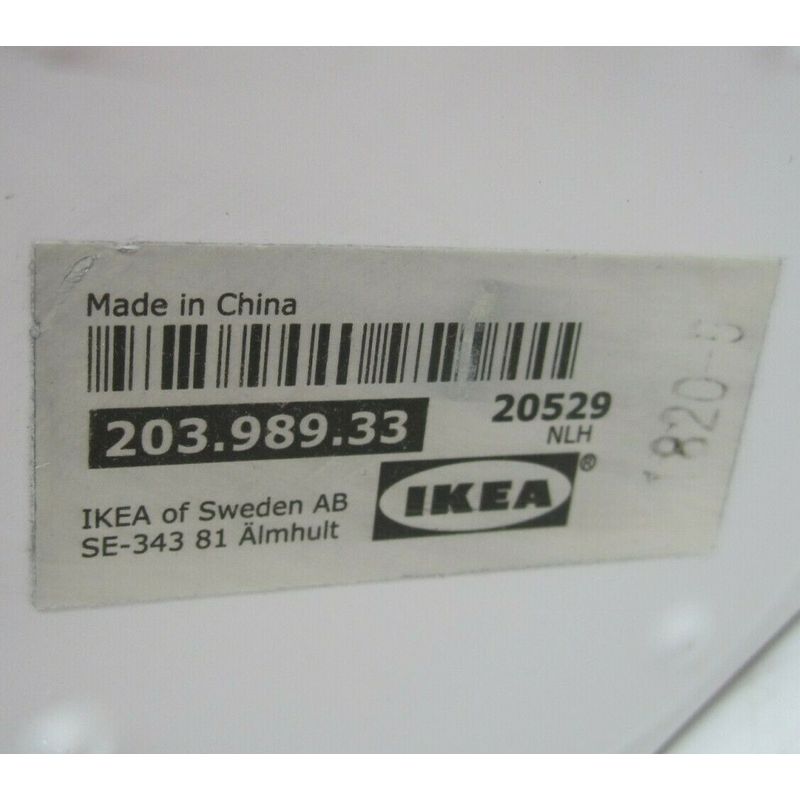 Made in China
203.989.33
20529
NLH
IKEA of Sweden AB
SE-343 81 Älmhult
IKEA®